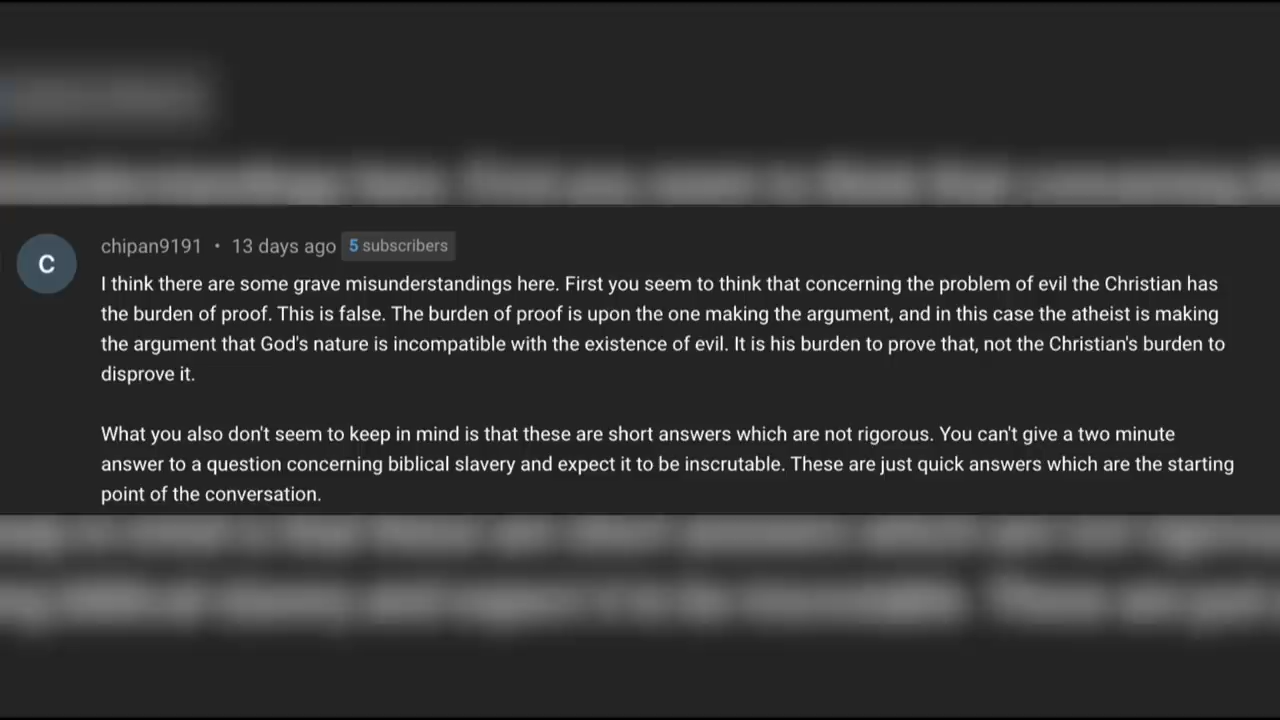 C
chipan9191 • 13 days ago 5 subscribers
I think there are some grave misunderstandings here. First you seem to think that concerning the problem of evil the Christian has
the burden of proof. This is false. The burden of proof is upon the one making the argument, and in this case the atheist is making
the argument that God's nature is incompatible with the existence of evil. It is his burden to prove that, not the Christian's burden to
disprove it.
What you also don't seem to keep in mind is that these are short answers which are not rigorous. You can't give a two minute
answer to a question concerning biblical slavery and expect it to be inscrutable. These are just quick answers which are the starting
point of the conversation.